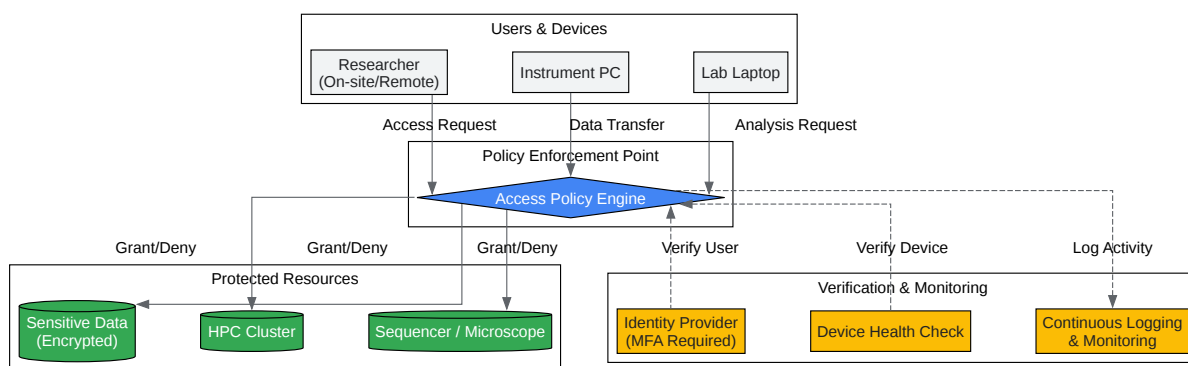 Users & Devices
Researcher
(On-site/Remote)
Instrument PC
Lab Laptop
Access Request
Data Transfer
Analysis Request
Policy Enforcement Point
Access Policy Engine
Grant/Deny
Grant/Deny
Grant/Deny
Verify User
Verify Device
Log Activity
Protected Resources
Sensitive Data
(Encrypted)
HPC Cluster
Sequencer / Microscope
Verification & Monitoring
Identity Provider
(MFA Required)
Device Health Check
Continuous Logging
& Monitoring